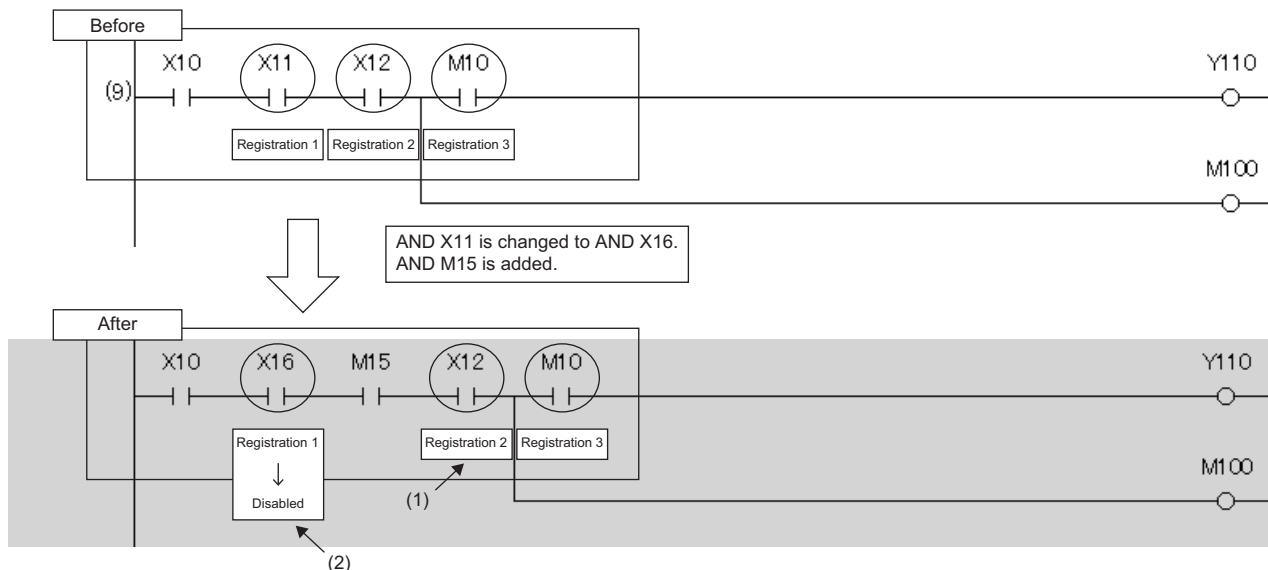 Before
X10 X11 X12 M10 Y110
(9)
Registration 1 Registration 2 Registration 3
M100
AND X11 is changed to AND X16.
AND M15 is added.
After
X10 X16 M15 X12 M10 Y110
Registration 1 Registration 2 Registration 3
↓
Disabled
M100
(1)
(2)